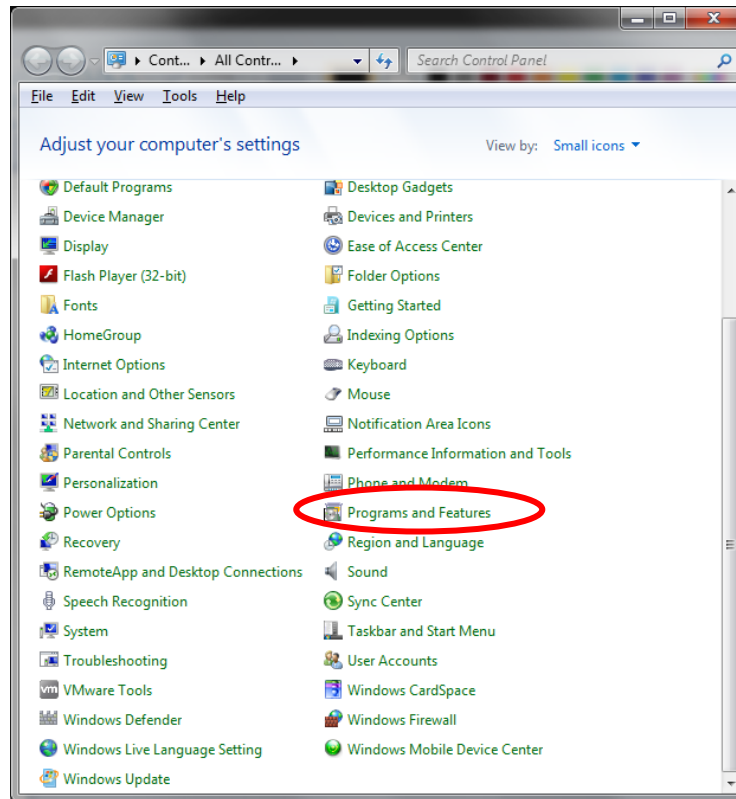 Cont... All Contr... Search Control Panel
File Edit View Tools Help
Adjust your computer's settings View by: Small icons
Default Programs Desktop Gadgets
Device Manager Devices and Printers
Display Ease of Access Center
Flash Player (32-bit) Folder Options
Fonts Getting Started
HomeGroup Indexing Options
Internet Options Keyboard
Location and Other Sensors Mouse
Network and Sharing Center Notification Area Icons
Parental Controls Performance Information and Tools
Personalization Phone and Modem
Power Options Programs and Features
Recovery Region and Language
RemoteApp and Desktop Connections Sound
Speech Recognition Sync Center
System Taskbar and Start Menu
Troubleshooting User Accounts
vm VMware Tools Windows CardSpace
Windows Defender Windows Firewall
Windows Live Language Setting Windows Mobile Device Center
Windows Update